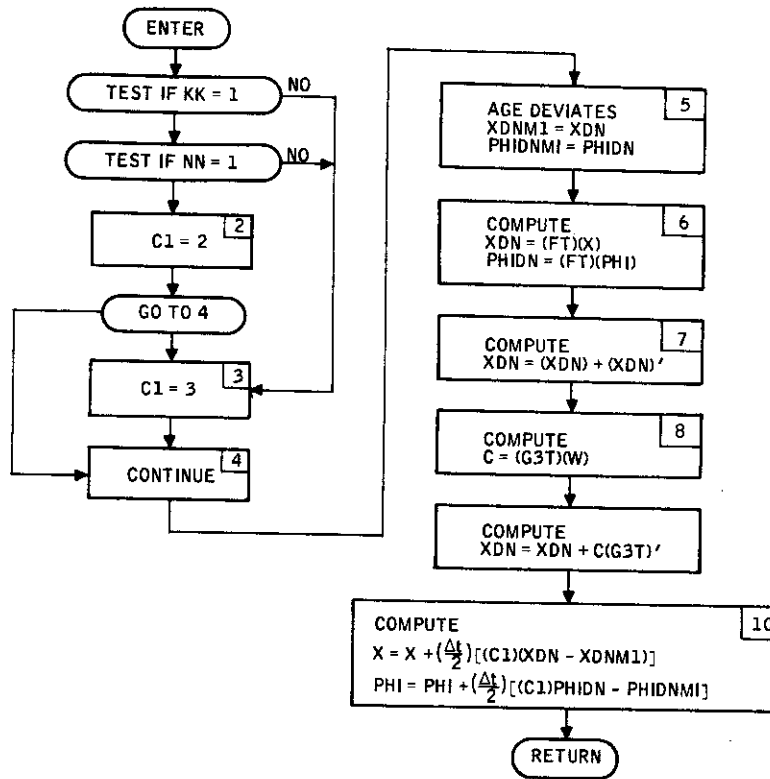 ENTER
TEST IF KK = 1
NO
TEST IF NN = 1
NO
2
C1 = 2
GO TO 4
3
C1 = 3
4
CONTINUE
5
AGE DEVIATES
XDNM1 = XDN
PHIDNM1 = PHIDN
6
COMPUTE
XDN = (FT)(X)
PHIDN = (FT)(PHI)
7
COMPUTE
XDN = (XDN) + (XDN)′
8
COMPUTE
C = (G3T)(W)
COMPUTE
XDN = XDN + C(G3T)′
10
COMPUTE
X = X + (Δt/2) [(C1)(XDN - XDNM1)]
PHI = PHI + (Δt/2) [(C1)PHIDN - PHIDNM1]
RETURN